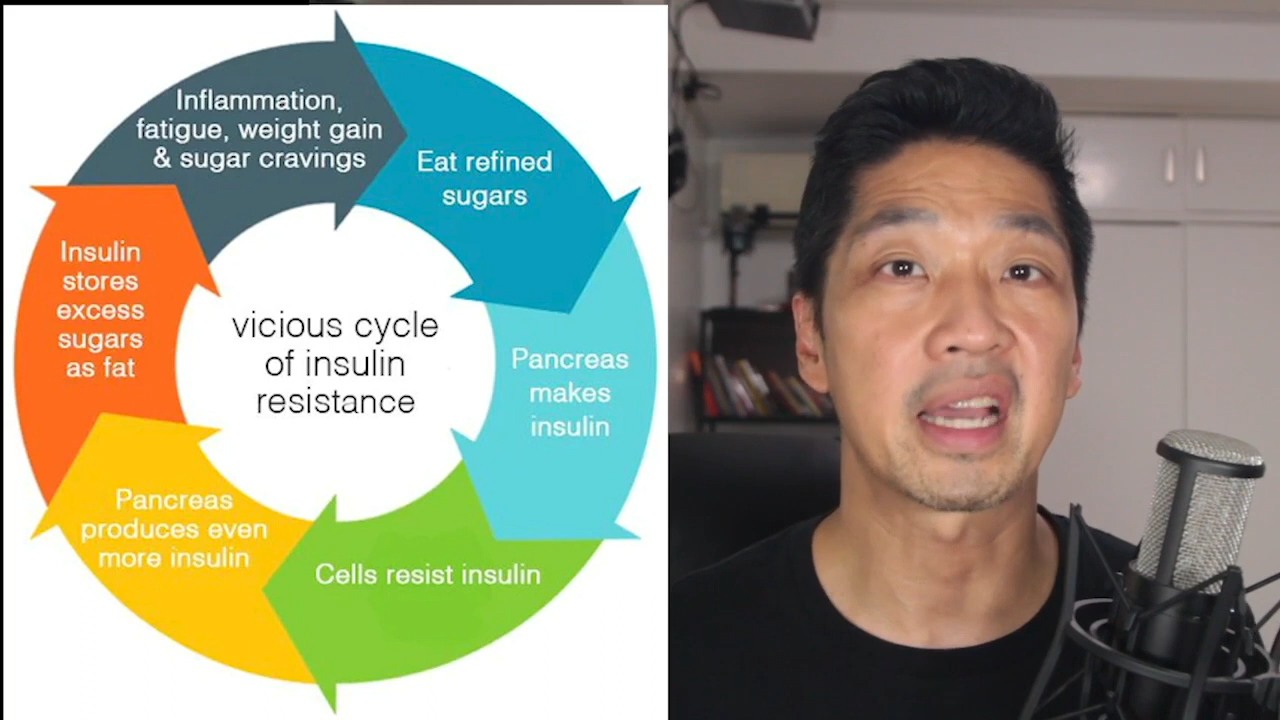 Inflammation,
fatigue, weight gain
& sugar cravings
Eat refined
sugars
Pancreas
makes
insulin
Cells resist insulin
Pancreas
produces even
more insulin
Insulin
stores
excess
sugars
as fat
vicious cycle
of insulin
resistance